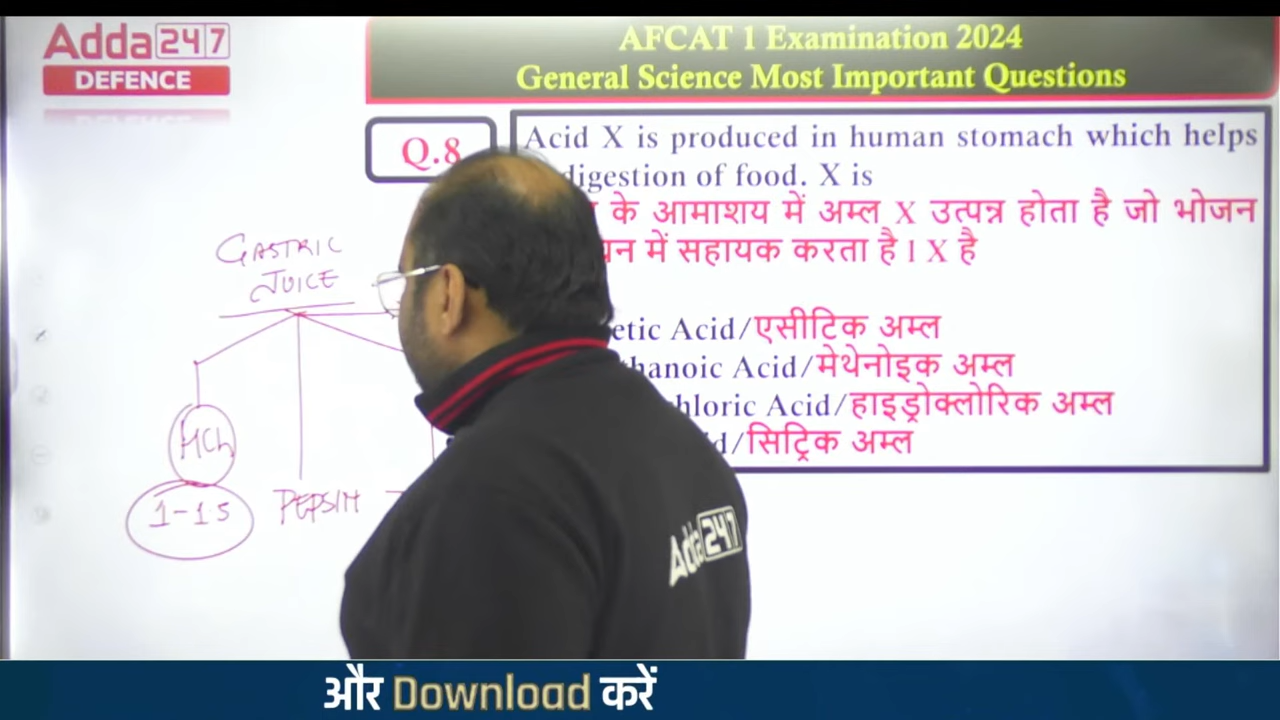 Adda247
DEFENCE
AFCAT 1 Examination 2024
General Science Most Important Questions
Q.8
Acid X is produced in human stomach which helps
digestion of food. X is
के आमाशय में अम्ल X उत्पन्न होता है जो भोजन
में सहायक करता है। X है
GASTRIC
JUICE
etic Acid/एसीटिक अम्ल
hanoic Acid/मेथेनोइक अम्ल
chloric Acid/हाइड्रोक्लोरिक अम्ल
d/सिट्रिक अम्ल
HCl
1-1.5
PEPSIN
Adda247
और Download करें